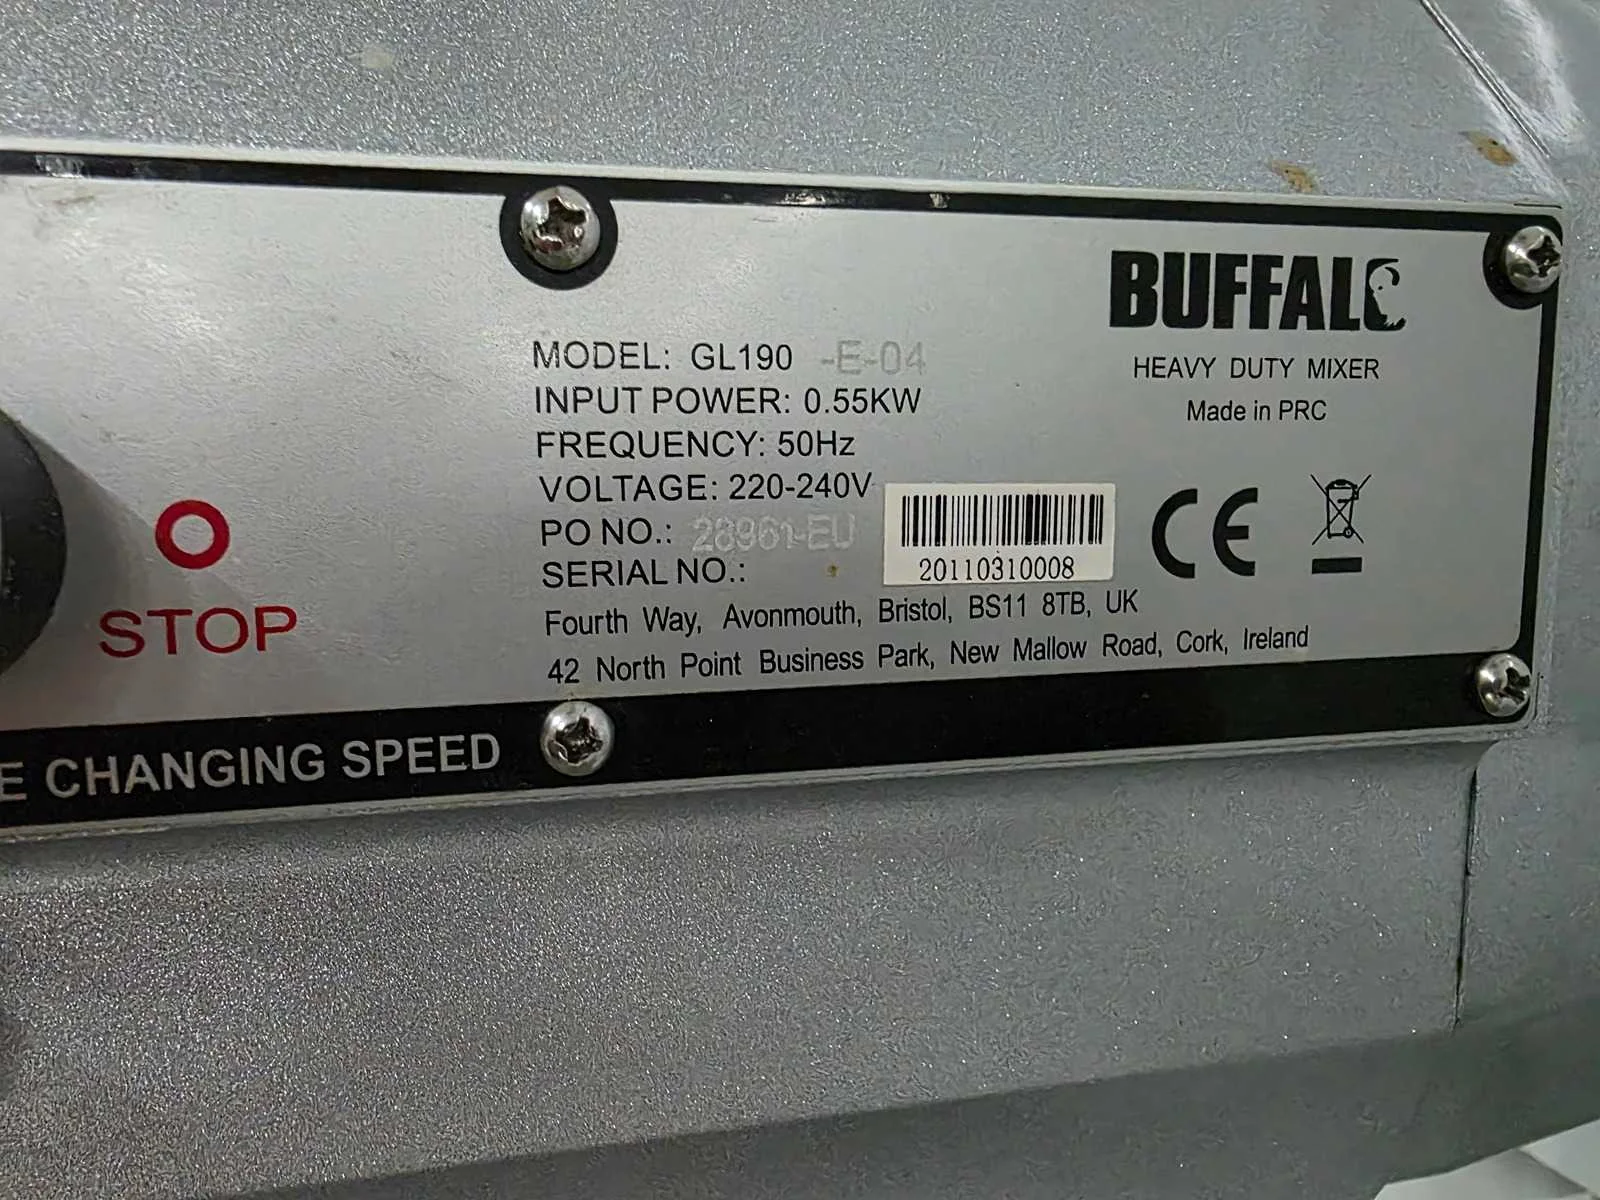 BUFFALO
HEAVY DUTY MIXER
Made in PRC
MODEL: GL190 -E-04
INPUT POWER: 0.55KW
FREQUENCY: 50Hz
VOLTAGE: 220-240V
PO NO.: 28961-EU
SERIAL NO.: 20110310008
Fourth Way, Avonmouth, Bristol, BS11 8TB, UK
42 North Point Business Park, New Mallow Road, Cork, Ireland
CE
STOP
E CHANGING SPEED